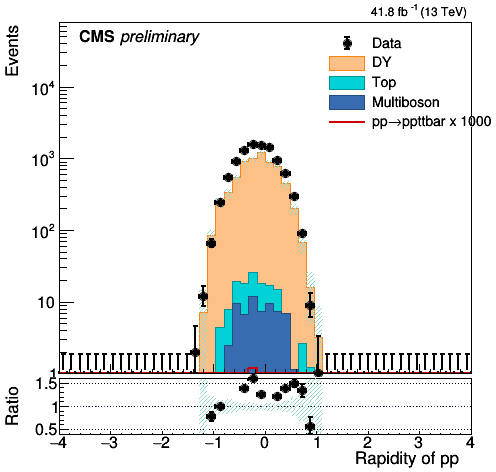 41.8 fb⁻¹ (13 TeV)
CMS preliminary
Events
Data
DY
Top
Multiboson
pp→ppttbar x 1000
10⁴
10³
10²
10
1
Ratio
1.5
1
0.5
−4 −3 −2 −1 0 1 2 3 4
Rapidity of pp